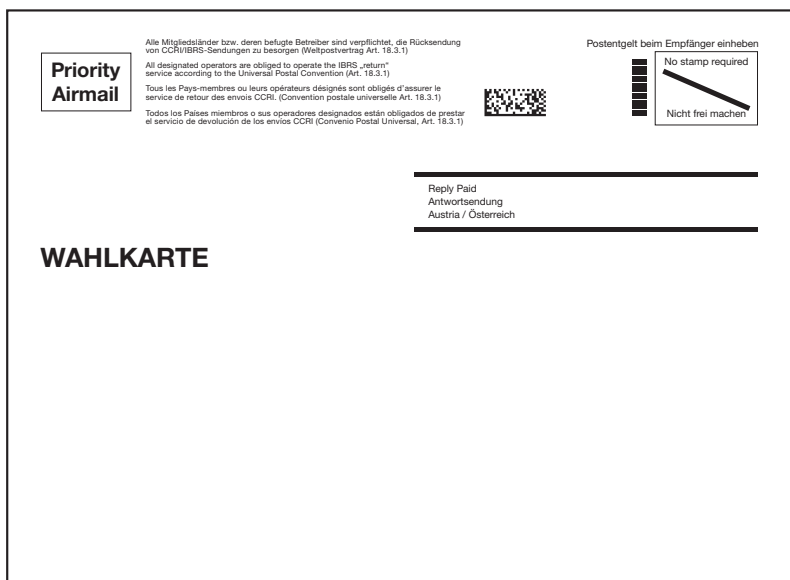 Priority
Airmail
Alle Mitgliedsländer bzw. deren befugte Betreiber sind verpflichtet, die Rücksendung
von CCRI/IBRS-Sendungen zu besorgen (Weltpostvertrag Art. 18.3.1)
All designated operators are obliged to operate the IBRS „return“
service according to the Universal Postal Convention (Art. 18.3.1)
Tous les Pays-membres ou leurs opérateurs désignés sont obligés d'assurer le
service de retour des envois CCRI. (Convention postale universelle Art. 18.3.1)
Todos los Países miembros o sus operadores designados están obligados de prestar
el servicio de devolución de los envíos CCRI (Convenio Postal Universal, Art. 18.3.1)
Postentgelt beim Empfänger einheben
No stamp required
Nicht frei machen
Reply Paid
Antwortsendung
Austria / Österreich
WAHLKARTE